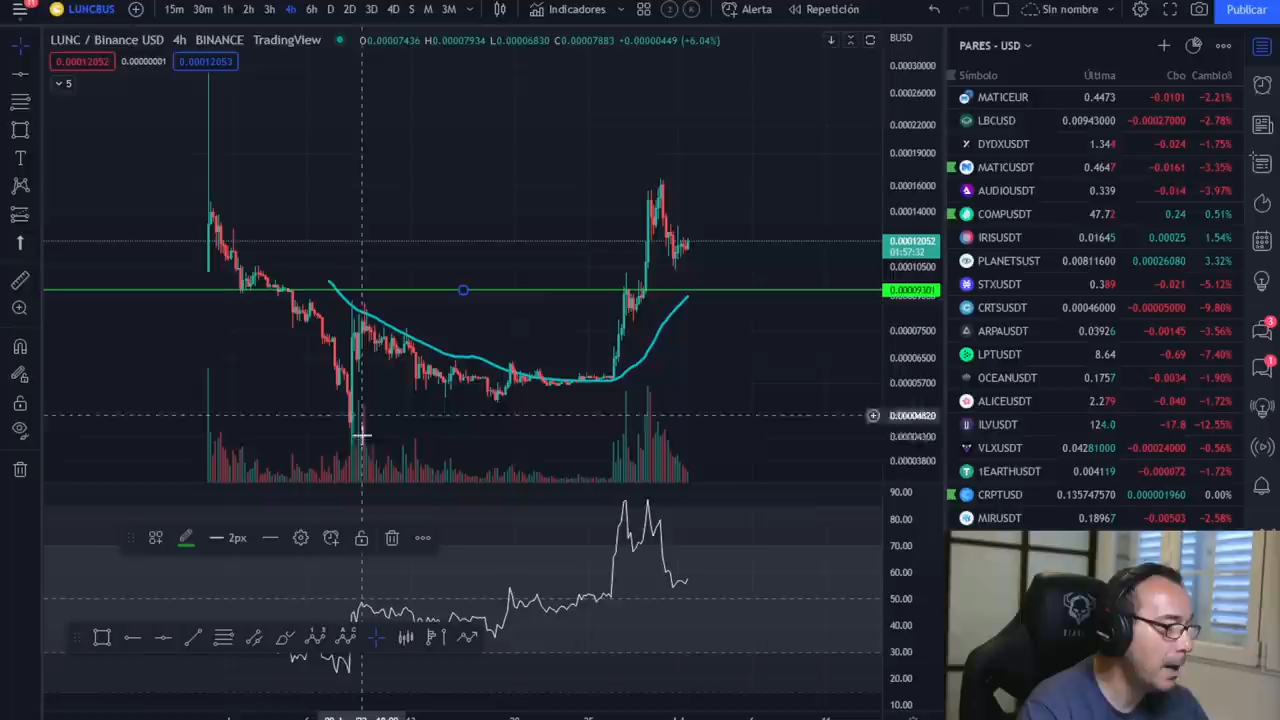 11
LUNCBUS
15m 30m 1h 2h 3h 4h 6h D 2D 3D 4D S M 3M
Indicadores
2
R
Alerta
Repetición
Sin nombre
Publicar
LUNC / Binance USD 4h BINANCE TradingView
O0.00007436 H0.00007934 L0.00006830 C0.00007883 +0.00000449 (+6.04%)
BUSD
0.00012052 0.00000001 0.00012053
5
0.00030000
0.00026000
0.00022000
0.00019000
0.00016000
0.00014000
0.00012052
01:57:32
0.00010500
0.00009301
0.00007500
0.00006500
0.00005700
0.00004820
0.00004300
0.00003800
90.00
80.00
70.00
60.00
50.00
40.00
30.00
20.00
10.00
2px
PARES - USD
Símbolo Última Cbo Cambio%
MATICEUR 0.4473 -0.0101 -2.21%
LBCUSD 0.00943000 -0.00027000 -2.78%
DYDXUSDT 1.344 -0.024 -1.75%
MATICUSDT 0.4647 -0.0161 -3.35%
AUDIOUSDT 0.339 -0.014 -3.97%
COMPUSDT 47.72 0.24 0.51%
IRISUSDT 0.01645 0.00025 1.54%
PLANETSUST 0.00811600 0.00026080 3.32%
STXUSDT 0.389 -0.021 -5.12%
CRTSUSDT 0.00046000 -0.00005000 -9.80%
ARPAUSDT 0.03926 -0.00145 -3.56%
LPTUSDT 8.64 -0.69 -7.40%
OCEANUSDT 0.1757 -0.0034 -1.90%
ALICEUSDT 2.279 -0.040 -1.72%
ILVUSDT 124.0 -17.8 -12.55%
VLXUSDT 0.04281000 -0.00024000 -0.56%
1EARTHUSDT 0.004119 -0.000072 -1.72%
CRPTUSD 0.135747570 0.000001960 0.00%
MIRUSDT 0.18967 -0.00503 -2.58%
3
1